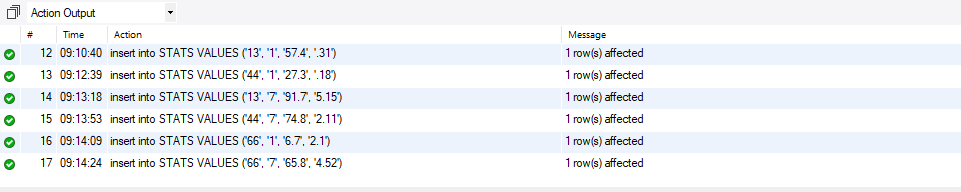 Action Output
# Time Action Message
12 09:10:40 insert into STATS VALUES ('13', '1', '57.4', '.31') 1 row(s) affected
13 09:12:39 insert into STATS VALUES ('44', '1', '27.3', '.18') 1 row(s) affected
14 09:13:18 insert into STATS VALUES ('13', '7', '91.7', '5.15') 1 row(s) affected
15 09:13:53 insert into STATS VALUES ('44', '7', '74.8', '2.11') 1 row(s) affected
16 09:14:09 insert into STATS VALUES ('66', '1', '6.7', '2.1') 1 row(s) affected
17 09:14:24 insert into STATS VALUES ('66', '7', '65.8', '4.52') 1 row(s) affected